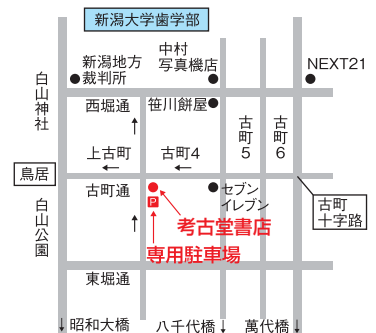 新潟大学歯学部
新潟地方
裁判所
中村
写真機店
NEXT21
白山神社
西堀通
笹川餅屋
古町5
古町6
上古町
古町4
鳥居
古町通
セブン
イレブン
古町
十字路
P
考古堂書店
専用駐車場
白山公園
東堀通
昭和大橋
八千代橋
萬代橋